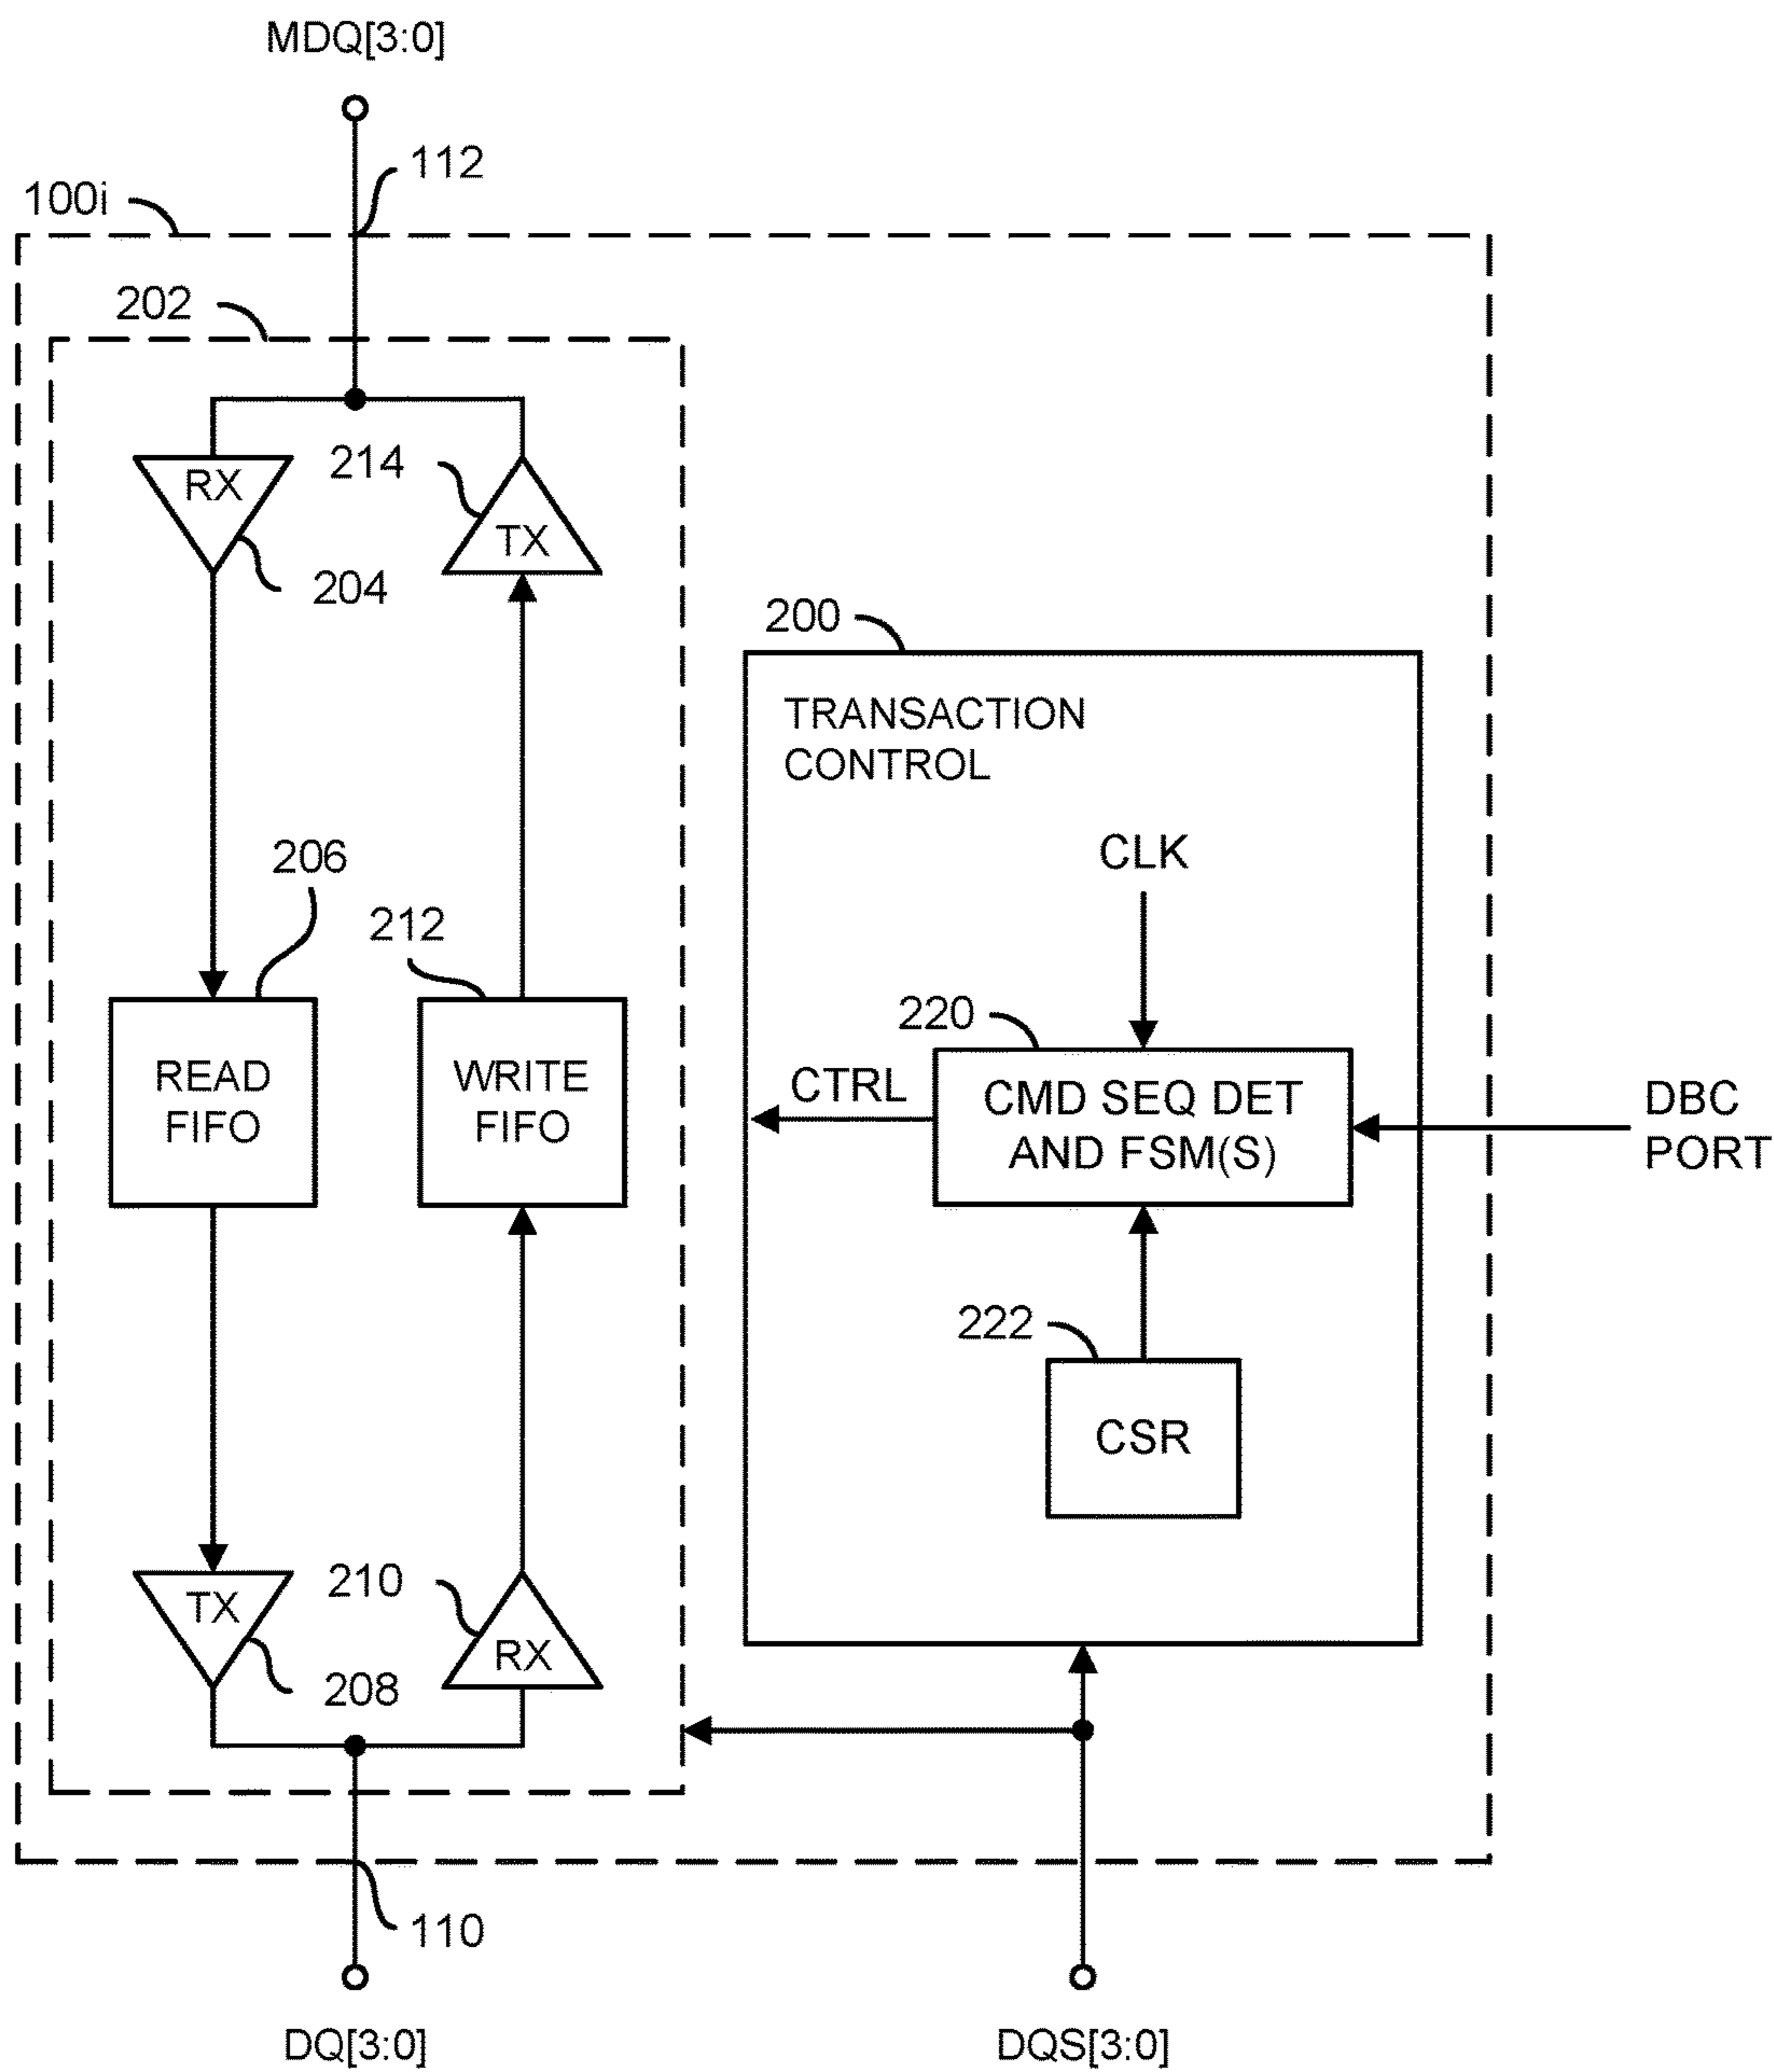 MDQ[3:0]
112
100i
202
214
RX
TX
204
200
TRANSACTION
CONTROL
CLK
206
212
220
READ
FIFO
WRITE
FIFO
CTRL
CMD SEQ DET
AND FSM(S)
DBC
PORT
222
CSR
210
TX
RX
208
110
DQ[3:0]
DQS[3:0]